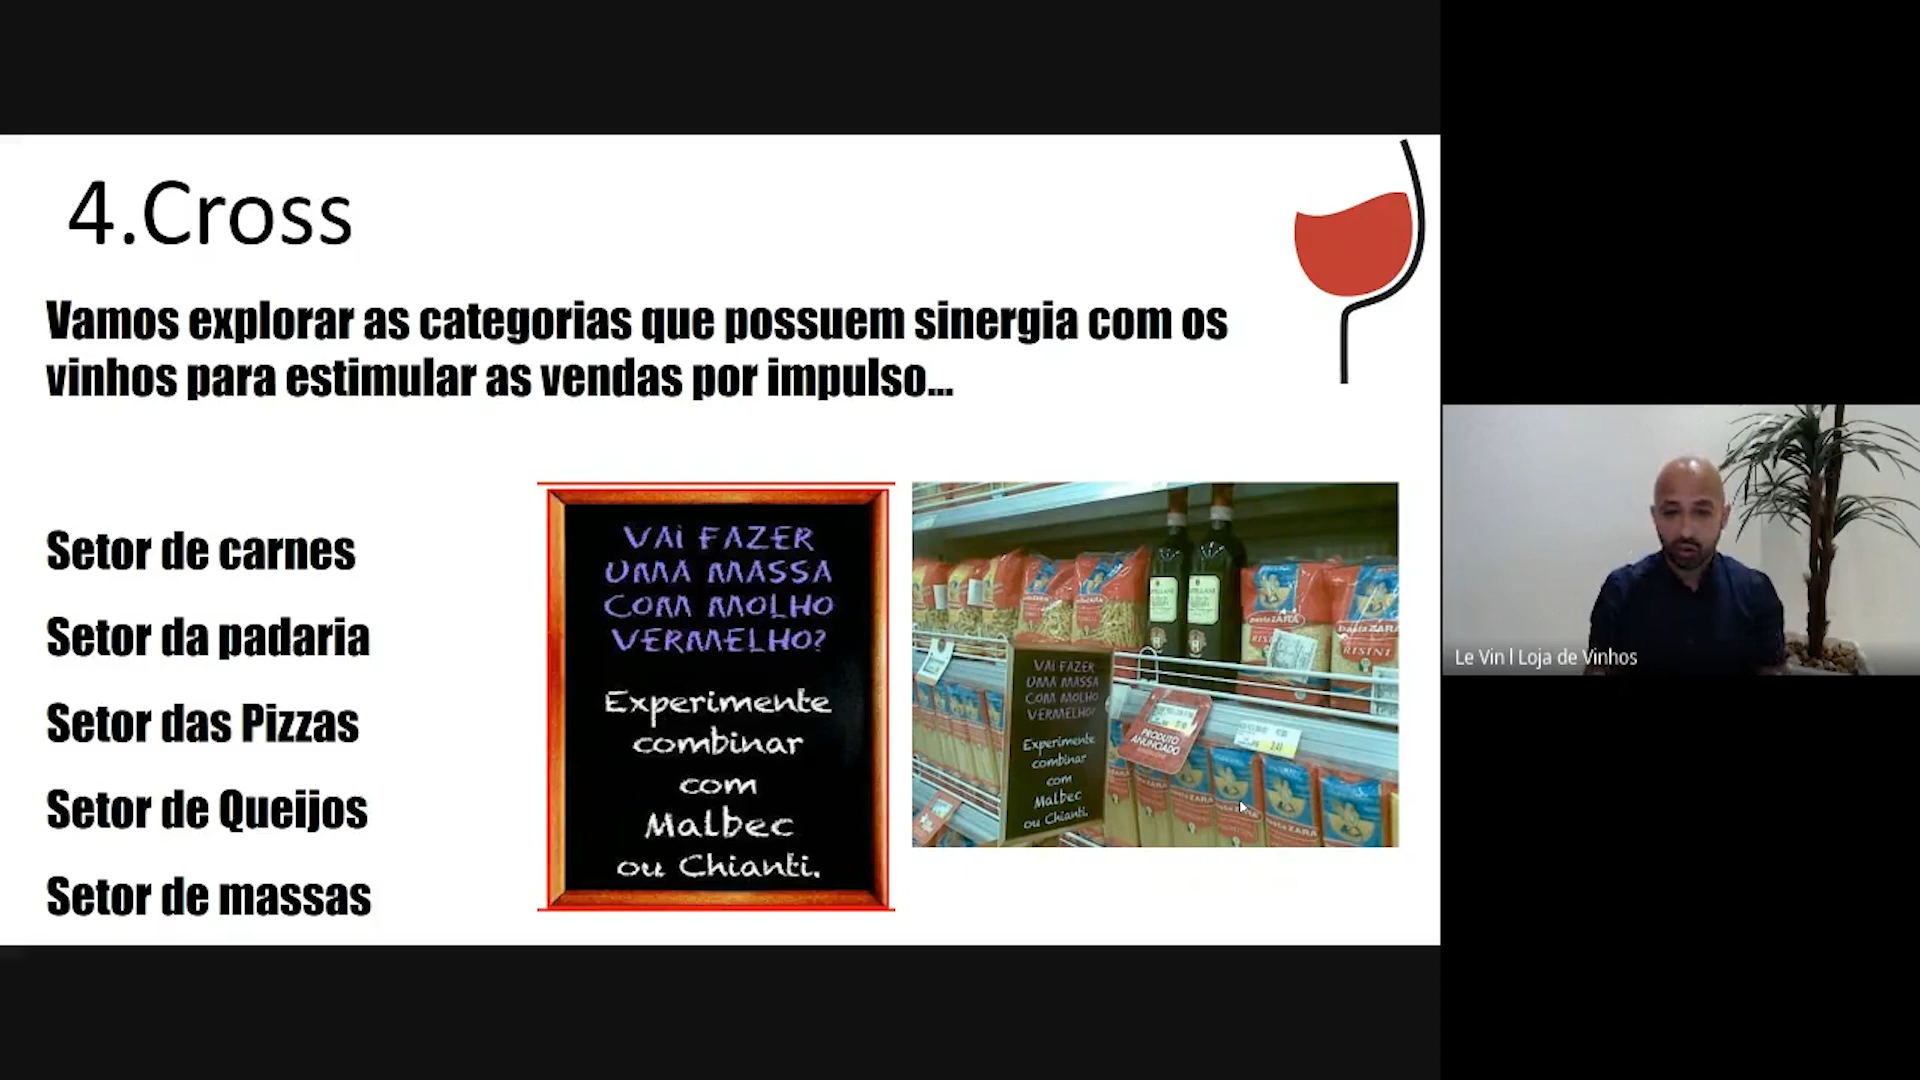 4.Cross
Vamos explorar as categorias que possuem sinergia com os
vinhos para estimular as vendas por impulso...
Setor de carnes
Setor da padaria
Setor das Pizzas
Setor de Queijos
Setor de massas
VAI FAZER
UMA MASSA
COM MOLHO
VERMELHO?
Experimente
combinar
com
Malbec
ou Chianti.
VAI FAZER
UMA MASSA
COM MOLHO
VERMELHO?
Experimente
combinar
com
Malbec
ou Chianti.
PRODUTO
ANUNCIADO
pasta ZARA
RISINI
Le Vin l Loja de Vinhos